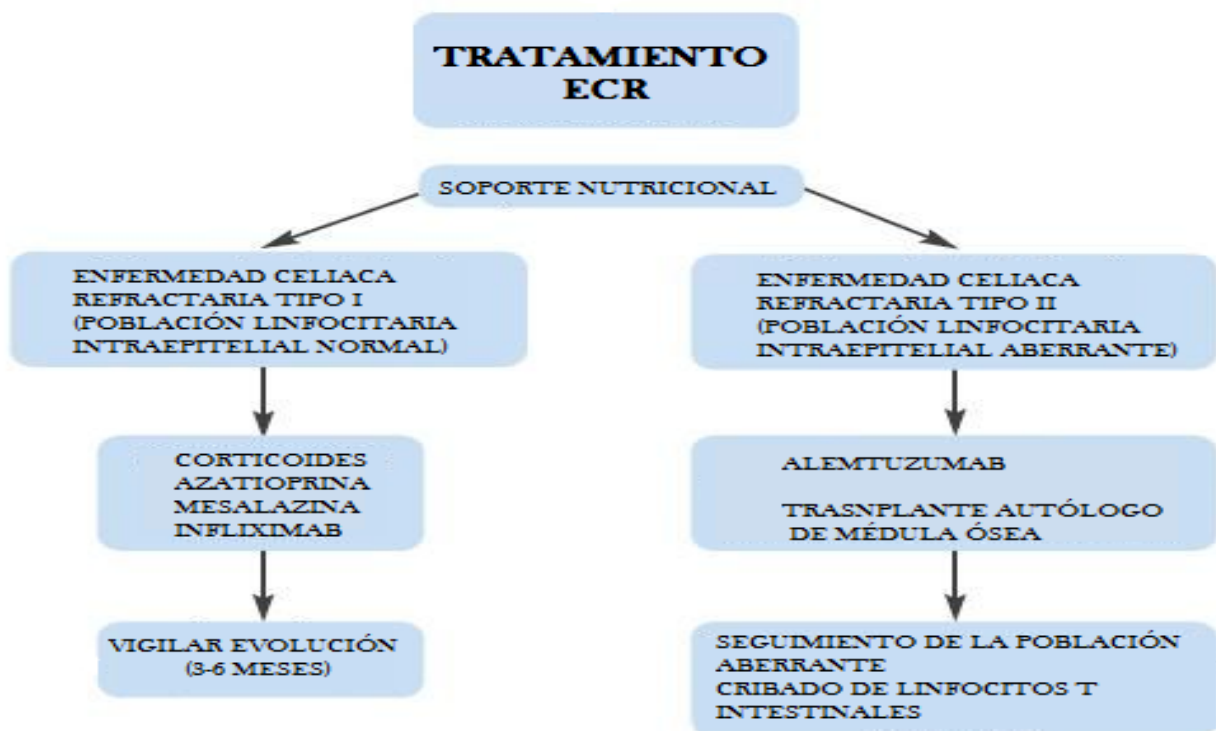 TRATAMIENTO
ECR
SOPORTE NUTRICIONAL
ENFERMEDAD CELIACA
REFRACTARIA TIPO I
(POBLACIÓN LINFOCITARIA
INTRAEPITELIAL NORMAL)
ENFERMEDAD CELIACA
REFRACTARIA TIPO II
(POBLACIÓN LINFOCITARIA
INTRAEPITELIAL ABERRANTE)
CORTICOIDES
AZATIOPRINA
MESALAZINA
INFLIXIMAB
ALEMTUZUMAB
TRASNPLANTE AUTÓLOGO
DE MÉDULA ÓSEA
VIGILAR EVOLUCIÓN
(3-6 MESES)
SEGUIMIENTO DE LA POBLACIÓN
ABERRANTE
CRIBADO DE LINFOCITOS T
INTESTINALES